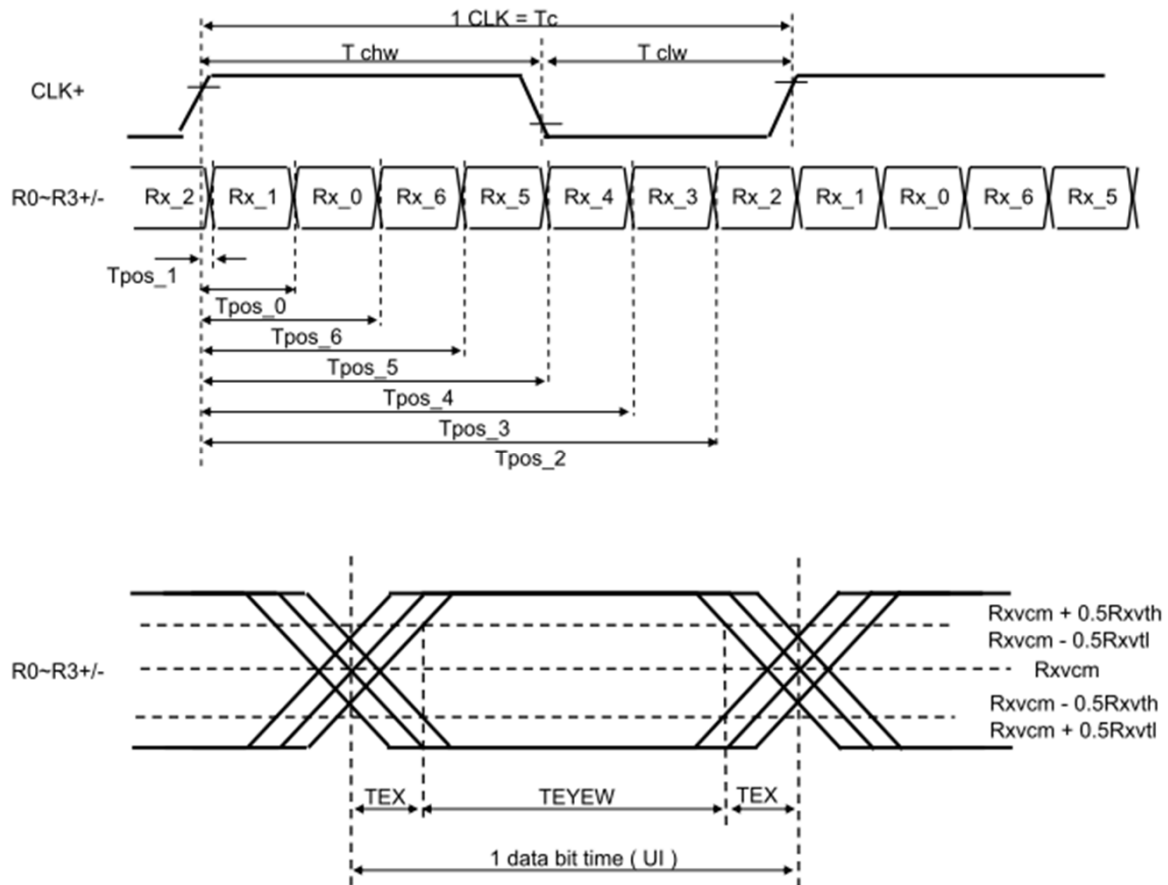 1 CLK = Tc
T chw T clw
CLK+
R0~R3+/- Rx_2 Rx_1 Rx_0 Rx_6 Rx_5 Rx_4 Rx_3 Rx_2 Rx_1 Rx_0 Rx_6 Rx_5
Tpos_1
Tpos_0
Tpos_6
Tpos_5
Tpos_4
Tpos_3
Tpos_2
Rxvcm + 0.5Rxvth
Rxvcm - 0.5Rxvtl
R0~R3+/- Rxvcm
Rxvcm - 0.5Rxvth
Rxvcm + 0.5Rxvtl
TEX TEYEW TEX
1 data bit time ( UI )